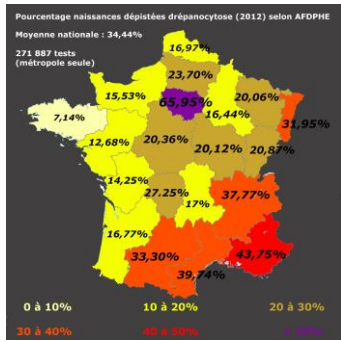 Pourcentage naissances dépistées drépanocytose (2012) selon AFDPHE
Moyenne nationale : 34,44%
271 887 tests
(métropole seule)
16,97%
23,70%
15,53%
65,95%
20,06%
16,44%
31,95%
7,14%
12,68%
20,36%
20,12%
20,87%
14,25%
27.25%
17%
37,77%
16,77%
33,30%
43,75%
39,74%
0 à 10%
10 à 20%
20 à 30%
30 à 40%
40 à 50%